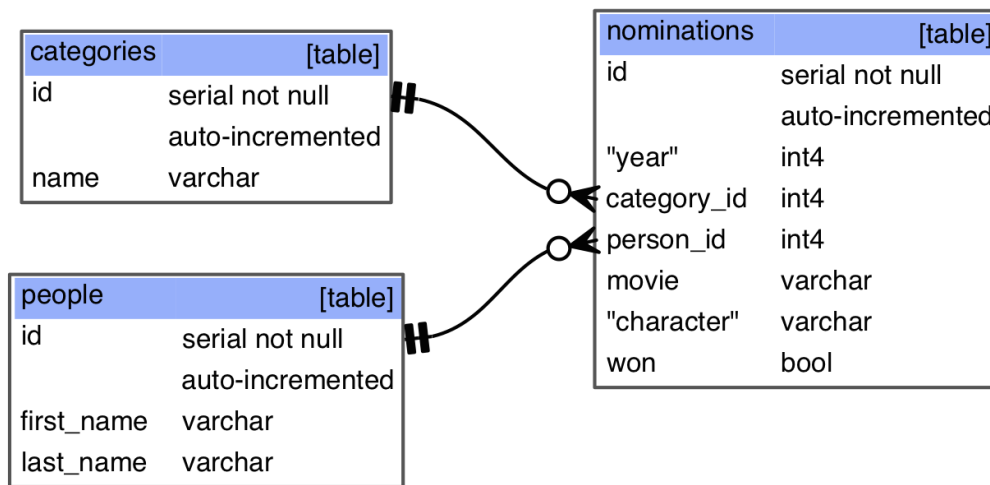 categories [table]
id serial not null
auto-incremented
name varchar
people [table]
id serial not null
auto-incremented
first_name varchar
last_name varchar
nominations [table]
id serial not null
auto-incremented
"year" int4
category_id int4
person_id int4
movie varchar
"character" varchar
won bool